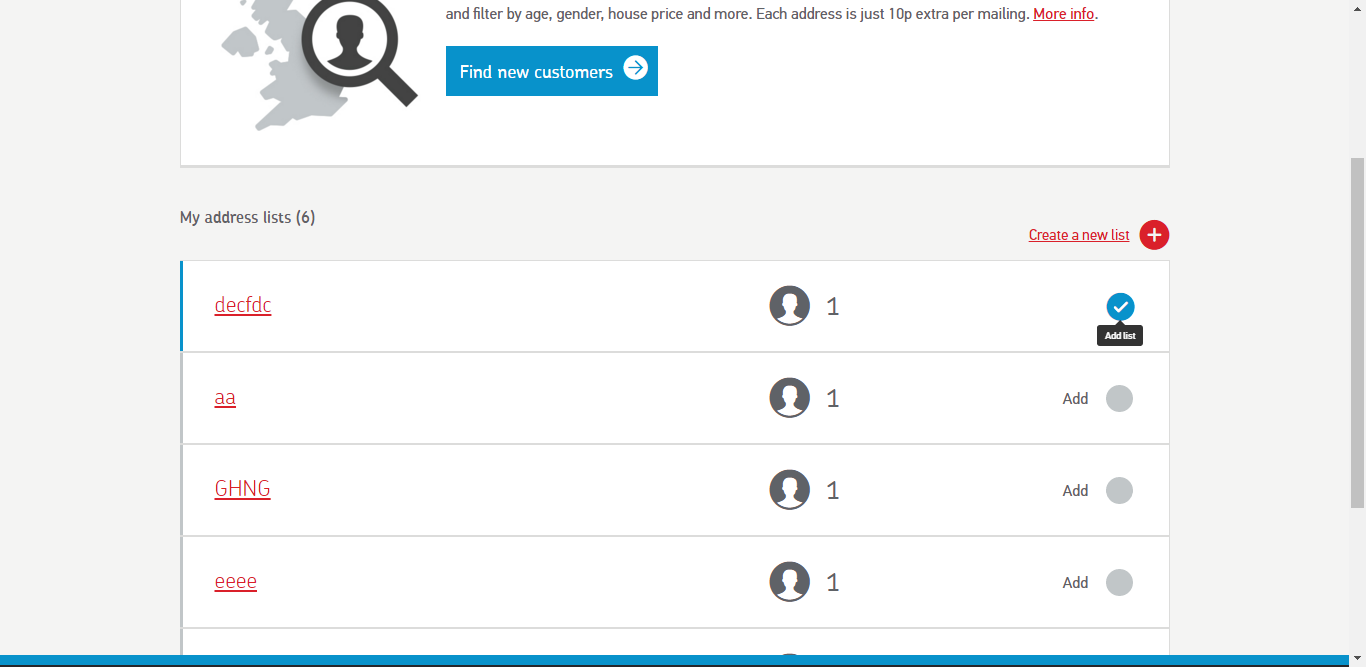 and filter by age, gender, house price and more. Each address is just 10p extra per mailing. More info.
Find new customers
My address lists (6)
Create a new list
decfdc 1
Add list
aa 1 Add
GHNG 1 Add
eeee 1 Add